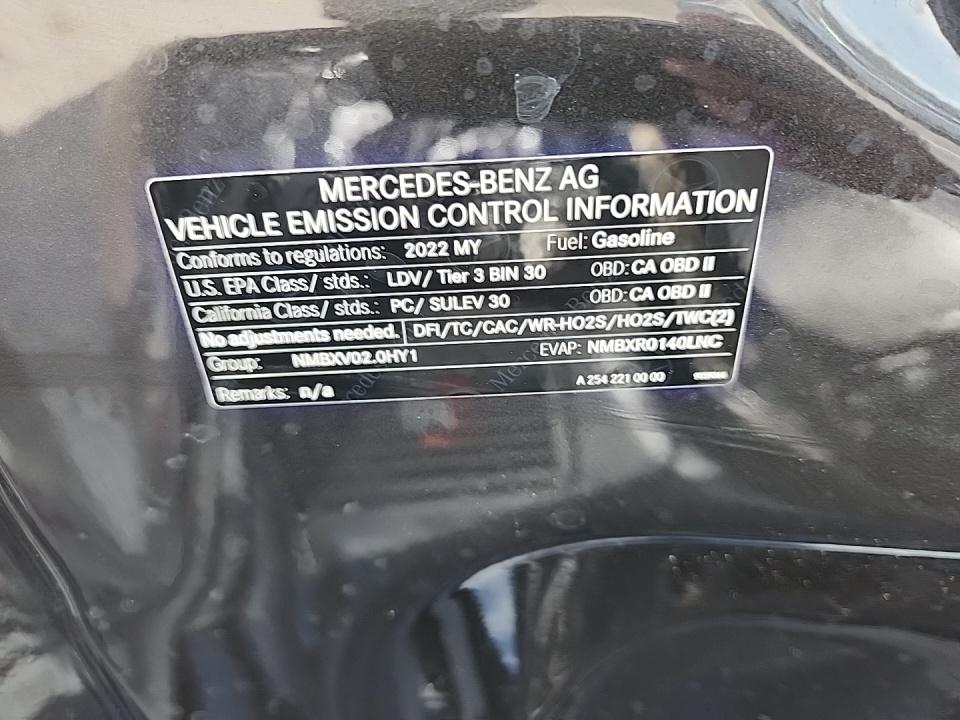 MERCEDES-BENZ AG
VEHICLE EMISSION CONTROL INFORMATION
Conforms to regulations: 2022 MY Fuel: Gasoline
U.S. EPA Class/ stds.: LDV/ Tier 3 BIN 30 OBD: CA OBD II
California Class/ stds.: PC/ SULEV 30 OBD: CA OBD II
No adjustments needed. DFI/TC/CAC/WR-HO2S/HO2S/TWC(2)
Group: NMBXV02.0HY1 EVAP: NMBXR0140LNC
Remarks: n/a A 254 221 00 00